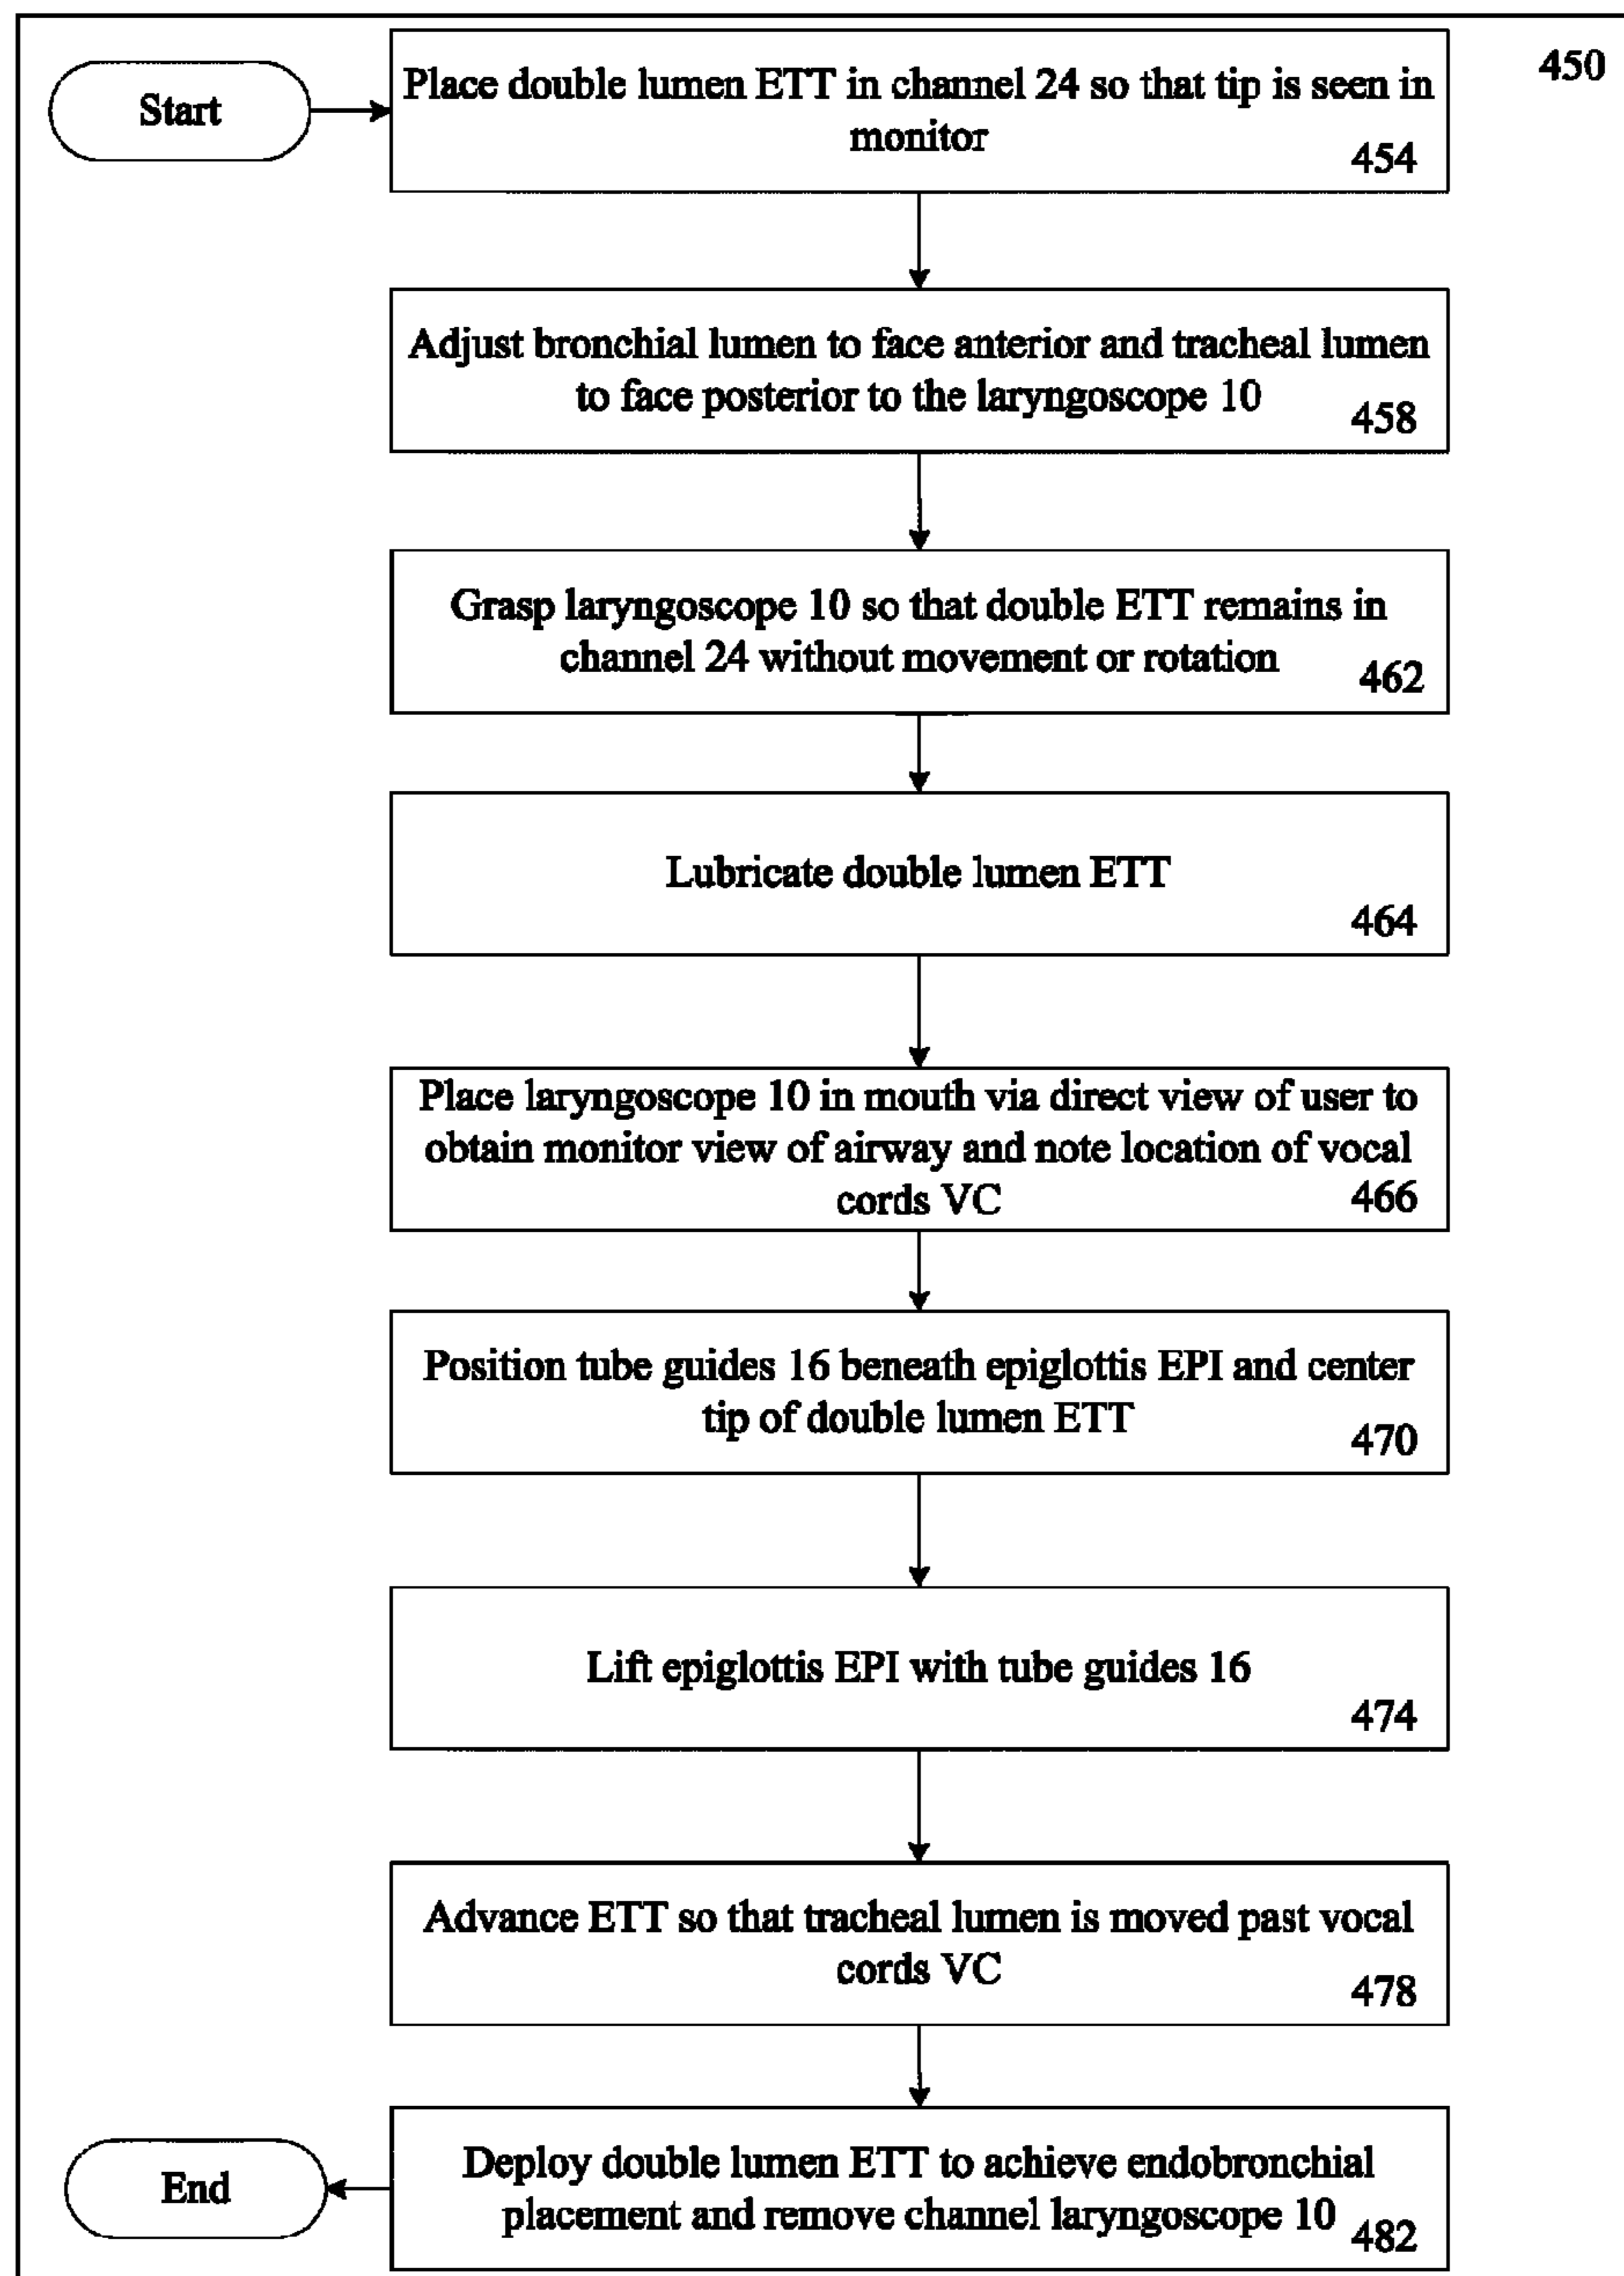 450
Start
Place double lumen ETT in channel 24 so that tip is seen in
monitor
454
Adjust bronchial lumen to face anterior and tracheal lumen
to face posterior to the laryngoscope 10
458
Grasp laryngoscope 10 so that double ETT remains in
channel 24 without movement or rotation
462
Lubricate double lumen ETT
464
Place laryngoscope 10 in mouth via direct view of user to
obtain monitor view of airway and note location of vocal
cords VC
466
Position tube guides 16 beneath epiglottis EPI and center
tip of double lumen ETT
470
Lift epiglottis EPI with tube guides 16
474
Advance ETT so that tracheal lumen is moved past vocal
cords VC
478
Deploy double lumen ETT to achieve endobronchial
placement and remove channel laryngoscope 10
482
End